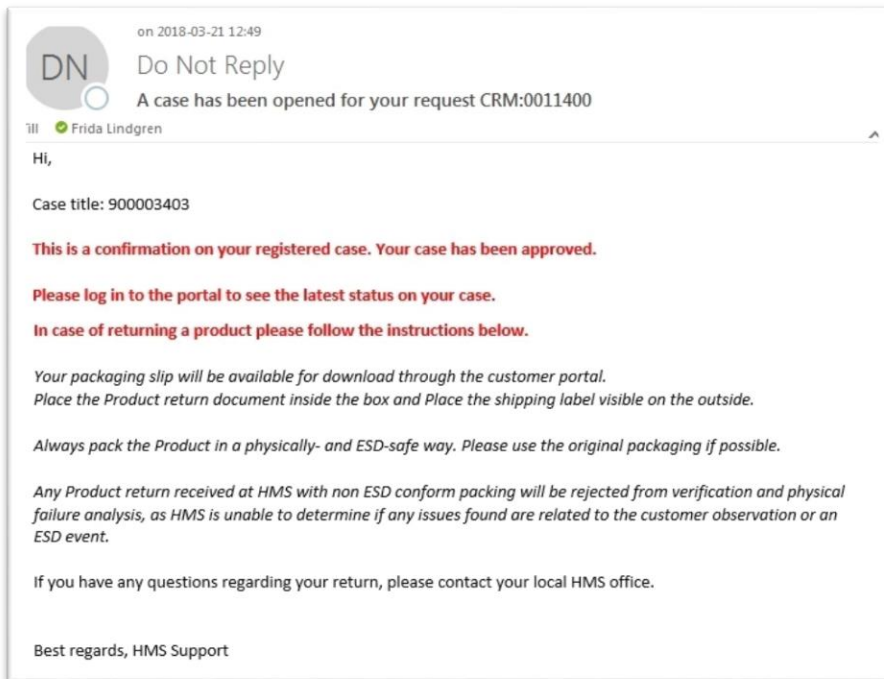 on 2018-03-21 12:49
DN
Do Not Reply
A case has been opened for your request CRM:0011400
Till Frida Lindgren
Hi,
Case title: 900003403
This is a confirmation on your registered case. Your case has been approved.
Please log in to the portal to see the latest status on your case.
In case of returning a product please follow the instructions below.
Your packaging slip will be available for download through the customer portal.
Place the Product return document inside the box and Place the shipping label visible on the outside.
Always pack the Product in a physically- and ESD-safe way. Please use the original packaging if possible.
Any Product return received at HMS with non ESD conform packing will be rejected from verification and physical
failure analysis, as HMS is unable to determine if any issues found are related to the customer observation or an
ESD event.
If you have any questions regarding your return, please contact your local HMS office.
Best regards, HMS Support